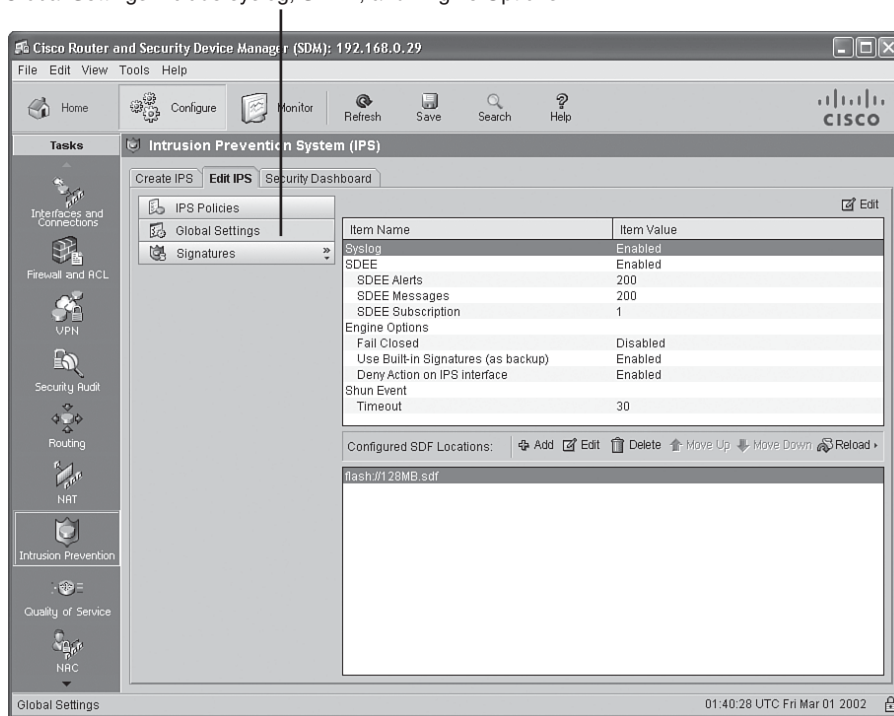 Cisco Router and Security Device Manager (SDM): 192.168.0.29
File Edit View Tools Help
Home Configure Monitor Refresh Save Search Help
CISCO
Tasks
Intrusion Prevention System (IPS)
Create IPS Edit IPS Security Dashboard
Interfaces and Connections
Firewall and ACL
VPN
Security Audit
Routing
NAT
Intrusion Prevention
Quality of Service
NAC
IPS Policies
Global Settings
Signatures »
Edit
Item Name Item Value
Syslog Enabled
SDEE Enabled
SDEE Alerts 200
SDEE Messages 200
SDEE Subscription 1
Engine Options
Fail Closed Disabled
Use Built-in Signatures (as backup) Enabled
Deny Action on IPS interface Enabled
Shun Event
Timeout 30
Configured SDF Locations: Add Edit Delete Move Up Move Down Reload
flash://128MB.sdf
Global Settings 01:40:28 UTC Fri Mar 01 2002